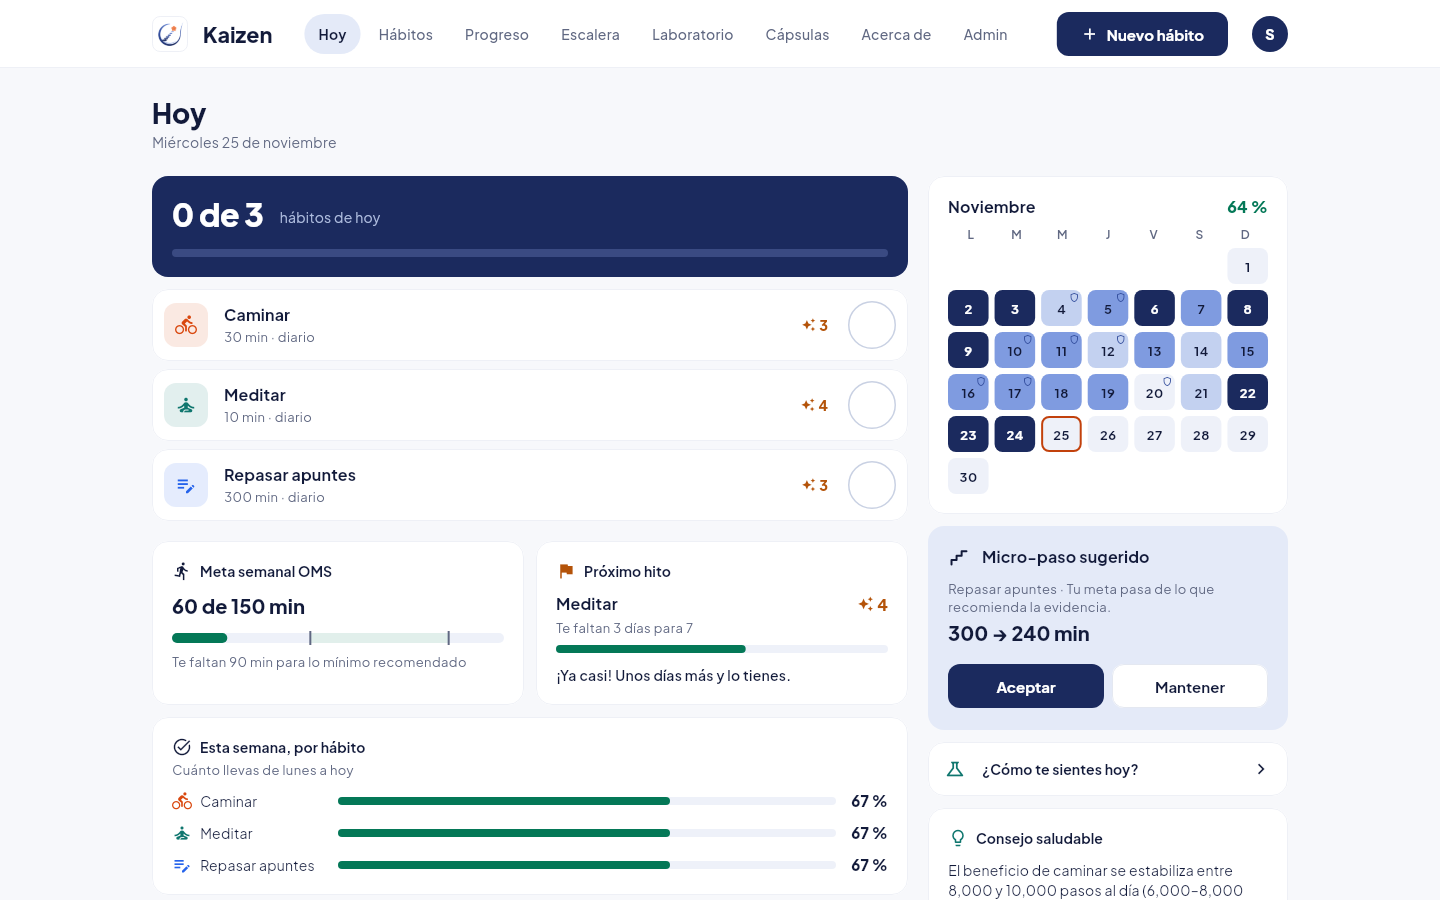 Kaizen
Hoy
Hábitos
Progreso
Escalera
Laboratorio
Cápsulas
Acerca de
Admin
+ Nuevo hábito
S
Hoy
Miércoles 25 de noviembre
0 de 3 hábitos de hoy
Caminar
30 min · diario
3
Meditar
10 min · diario
4
Repasar apuntes
300 min · diario
3
Meta semanal OMS
60 de 150 min
Te faltan 90 min para lo mínimo recomendado
Próximo hito
Meditar
4
Te faltan 3 días para 7
¡Ya casi! Unos días más y lo tienes.
Esta semana, por hábito
Cuánto llevas de lunes a hoy
Caminar 67 %
Meditar 67 %
Repasar apuntes 67 %
Noviembre 64 %
L M M J V S D
1
2 3 4 5 6 7 8
9 10 11 12 13 14 15
16 17 18 19 20 21 22
23 24 25 26 27 28 29
30
Micro-paso sugerido
Repasar apuntes · Tu meta pasa de lo que
recomienda la evidencia.
300 → 240 min
Aceptar
Mantener
¿Cómo te sientes hoy?
Consejo saludable
El beneficio de caminar se estabiliza entre
8,000 y 10,000 pasos al día (6,000–8,000